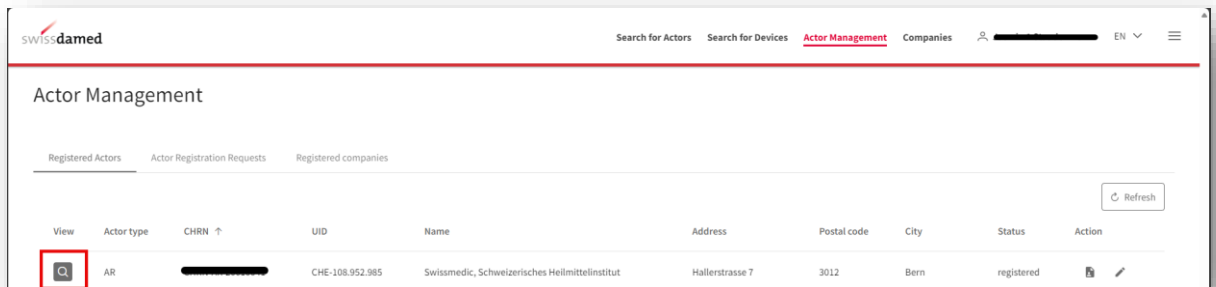 swissdamed
Search for Actors Search for Devices Actor Management Companies EN
Actor Management
Registered Actors Actor Registration Requests Registered companies
Refresh
View Actor type CHRN ↑ UID Name Address Postal code City Status Action
AR CHE-108.952.985 Swissmedic, Schweizerisches Heilmittelinstitut Hallerstrasse 7 3012 Bern registered